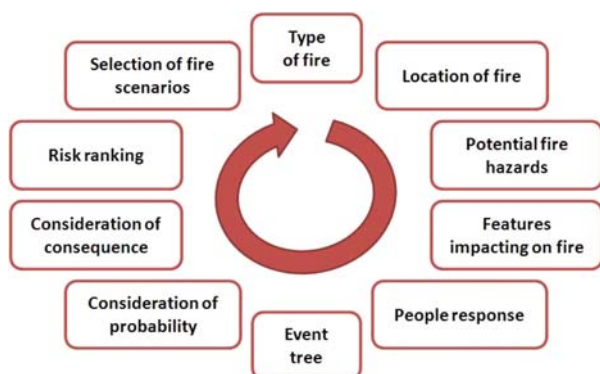 Type
of fire
Location of fire
Potential fire
hazards
Features
impacting on fire
People response
Event
tree
Consideration of
probability
Consideration of
consequence
Risk ranking
Selection of fire
scenarios